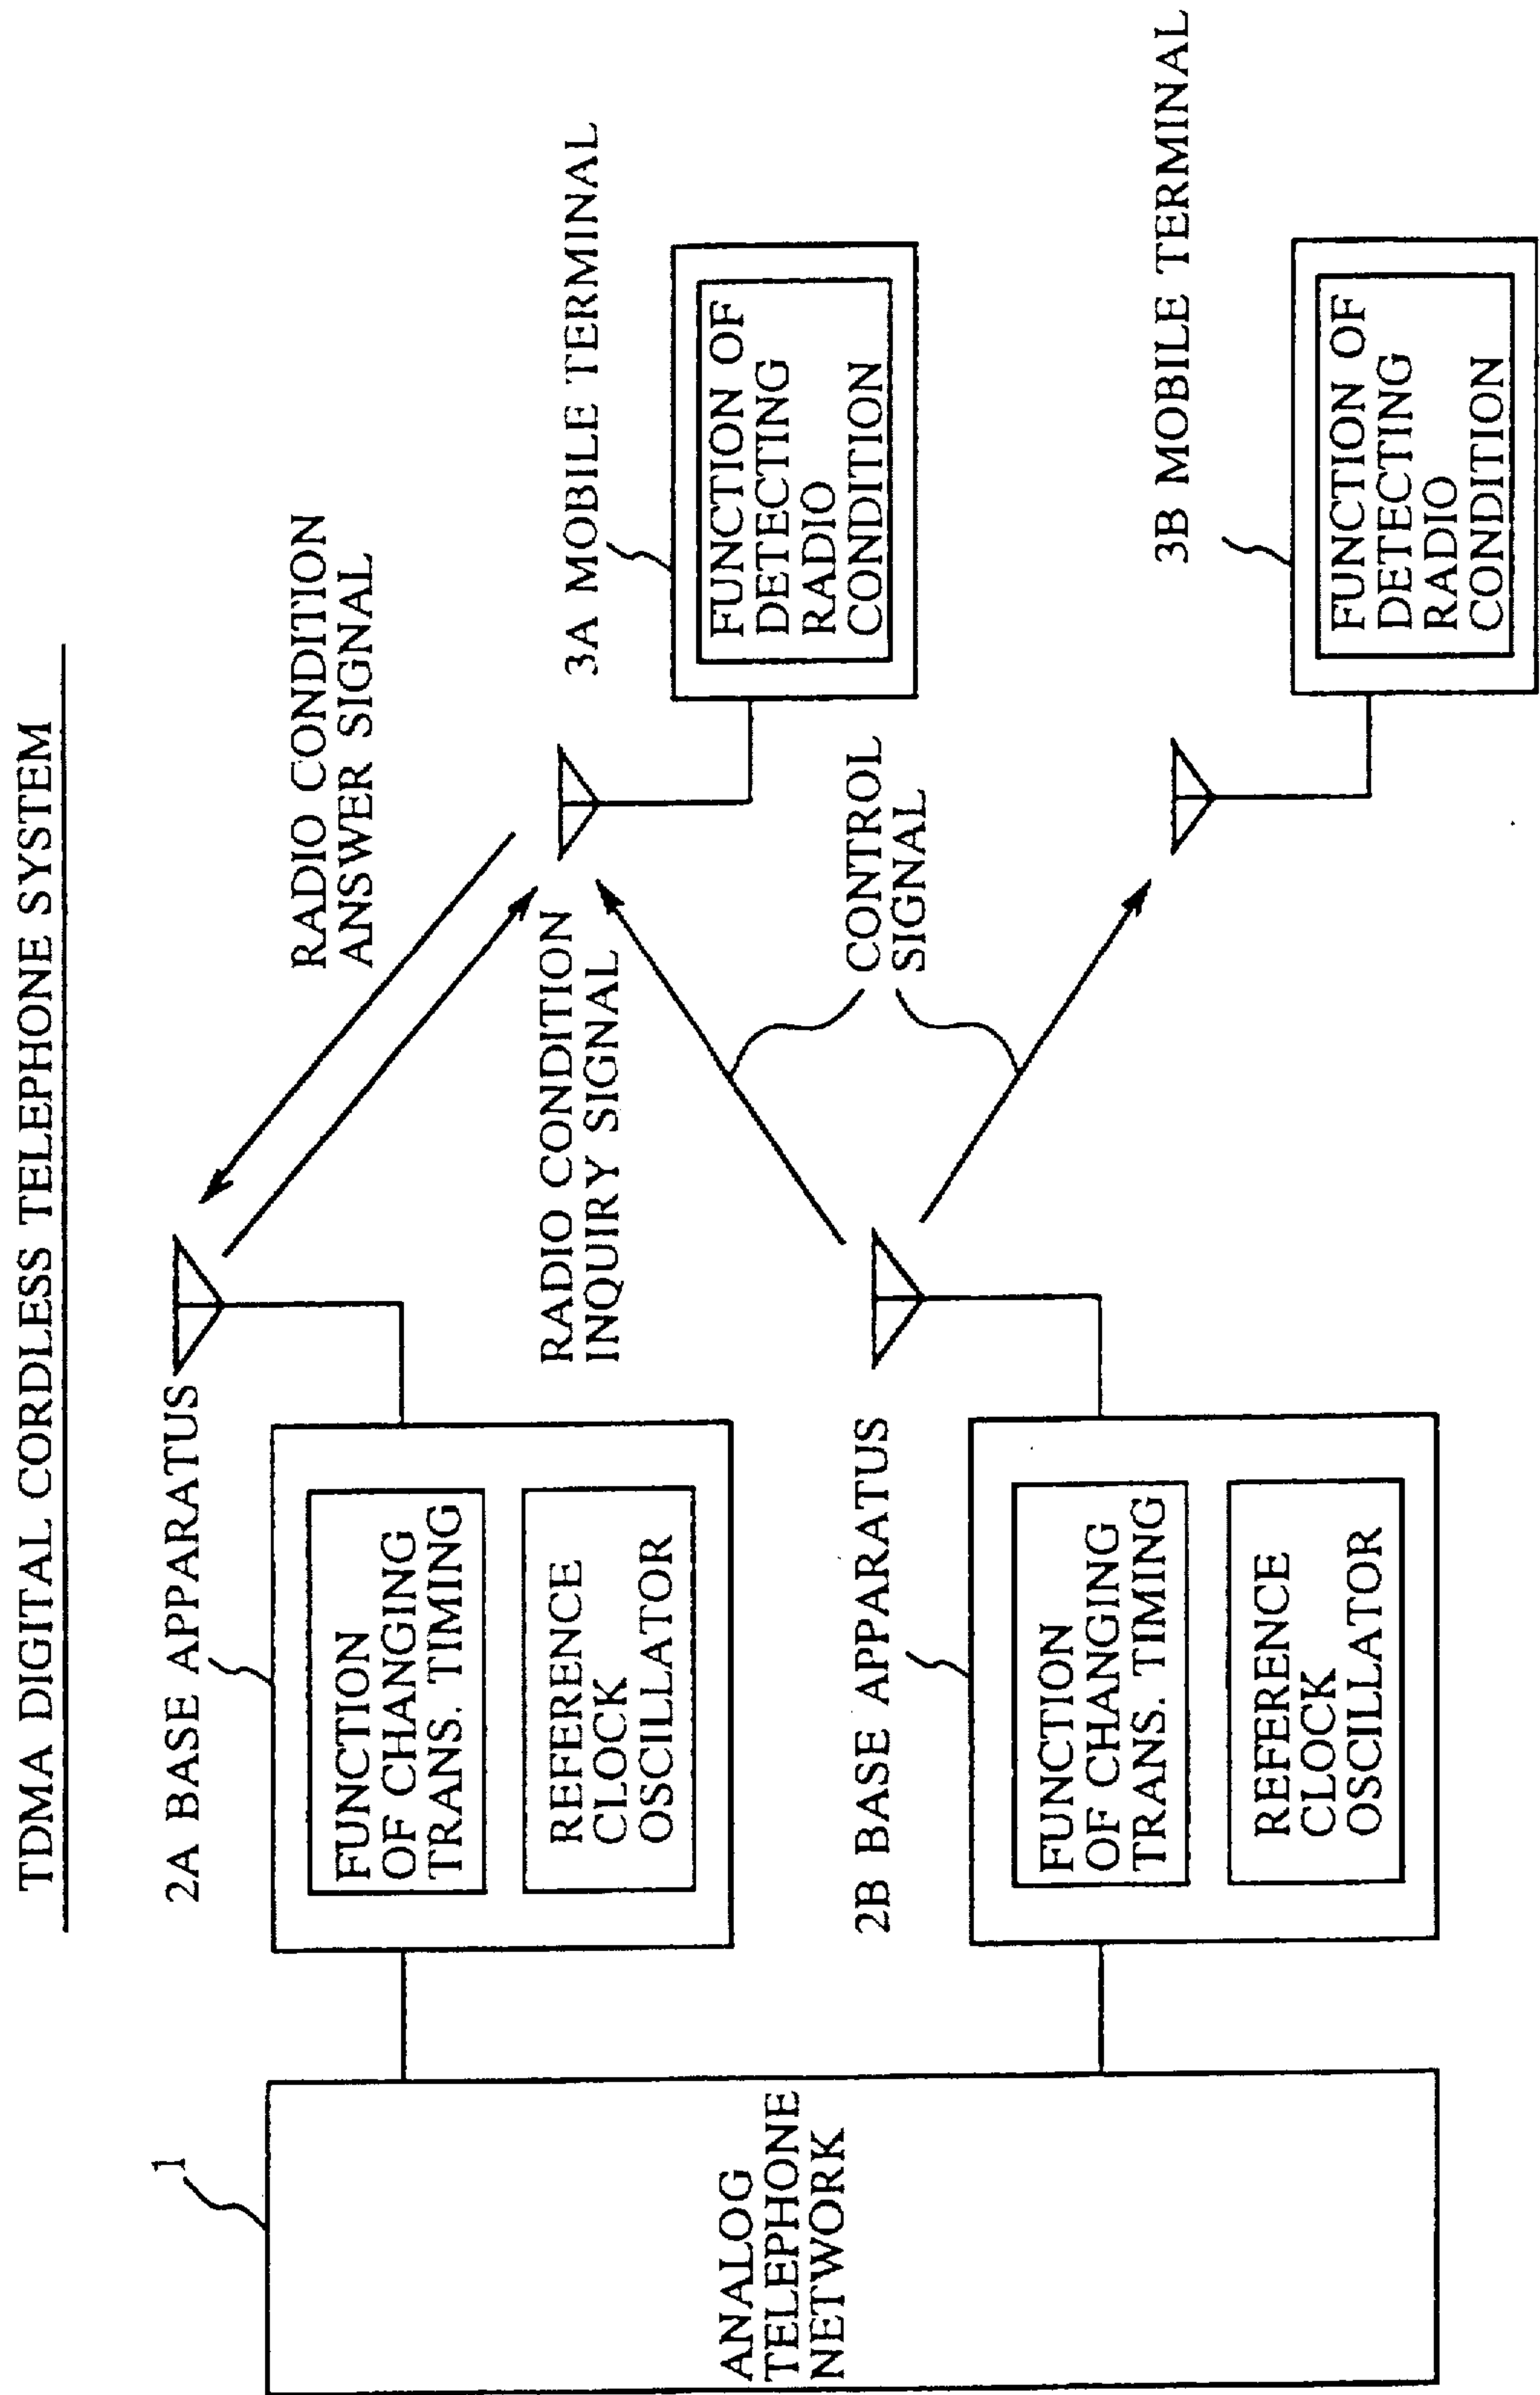 TDMA DIGITAL CORDLESS TELEPHONE SYSTEM
1
ANALOG
TELEPHONE
NETWORK
2A BASE APPARATUS
FUNCTION
OF CHANGING
TRANS. TIMING
REFERENCE
CLOCK
OSCILLATOR
2B BASE APPARATUS
FUNCTION
OF CHANGING
TRANS. TIMING
REFERENCE
CLOCK
OSCILLATOR
RADIO CONDITION
ANSWER SIGNAL
RADIO CONDITION
INQUIRY SIGNAL
CONTROL
SIGNAL
3A MOBILE TERMINAL
FUNCTION OF
DETECTING
RADIO
CONDITION
3B MOBILE TERMINAL
FUNCTION OF
DETECTING
RADIO
CONDITION